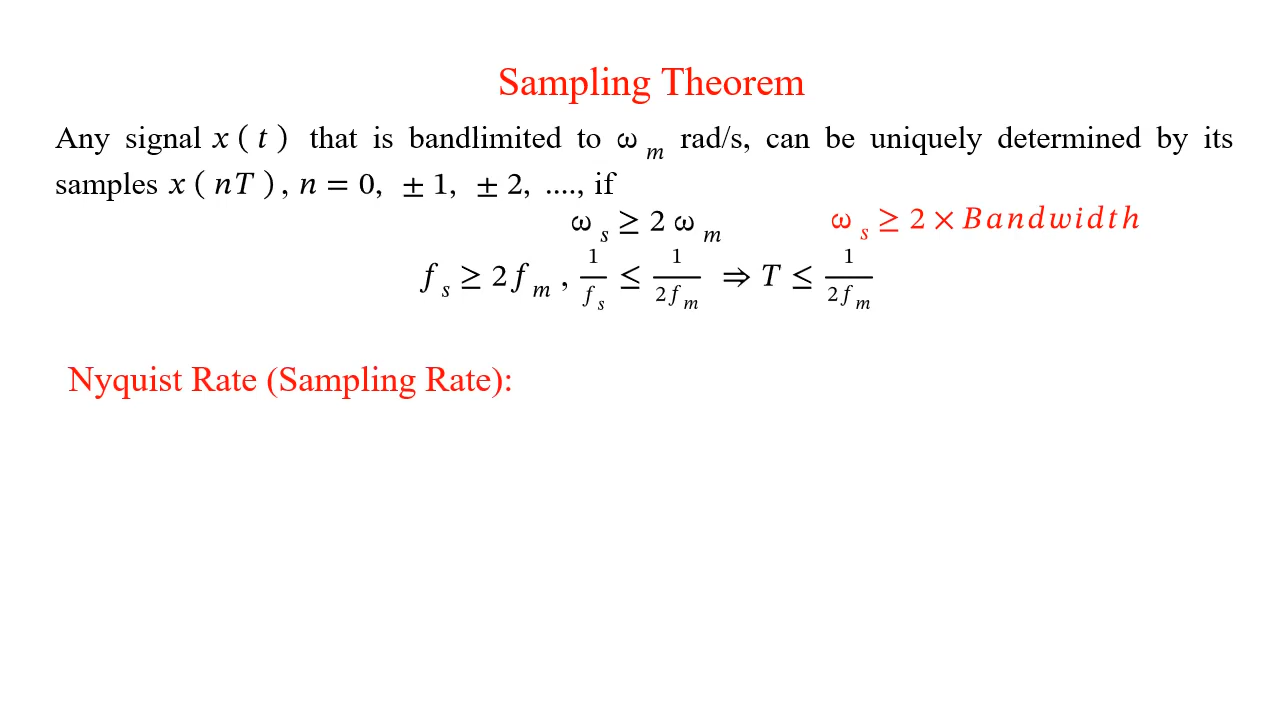 Sampling Theorem
Any signal x ( t ) that is bandlimited to ω m rad/s, can be uniquely determined by its
samples x ( nT ) , n = 0, ± 1, ± 2, ...., if
ω s ≥ 2 ω m ω s ≥ 2 × Bandwidth
f s ≥ 2 f m , 1/f s ≤ 1/2 f m ⇒ T ≤ 1/2 f m
Nyquist Rate (Sampling Rate):